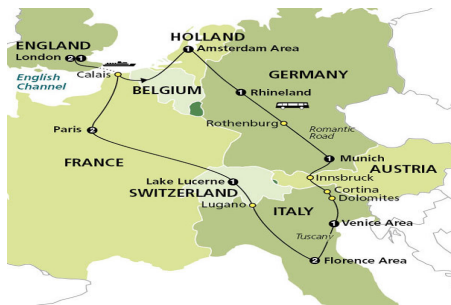 HOLLAND
1 Amsterdam Area
ENGLAND
London 2 1
English
Channel
Calais
BELGIUM
GERMANY
1 Rhineland
Rothenburg
Romantic
Road
Paris
2
1 Munich
FRANCE
AUSTRIA
Innsbruck
Lake Lucerne 1
SWITZERLAND
Cortina
Dolomites
Lugano
ITALY
1 Venice Area
Tuscany
2 Florence Area